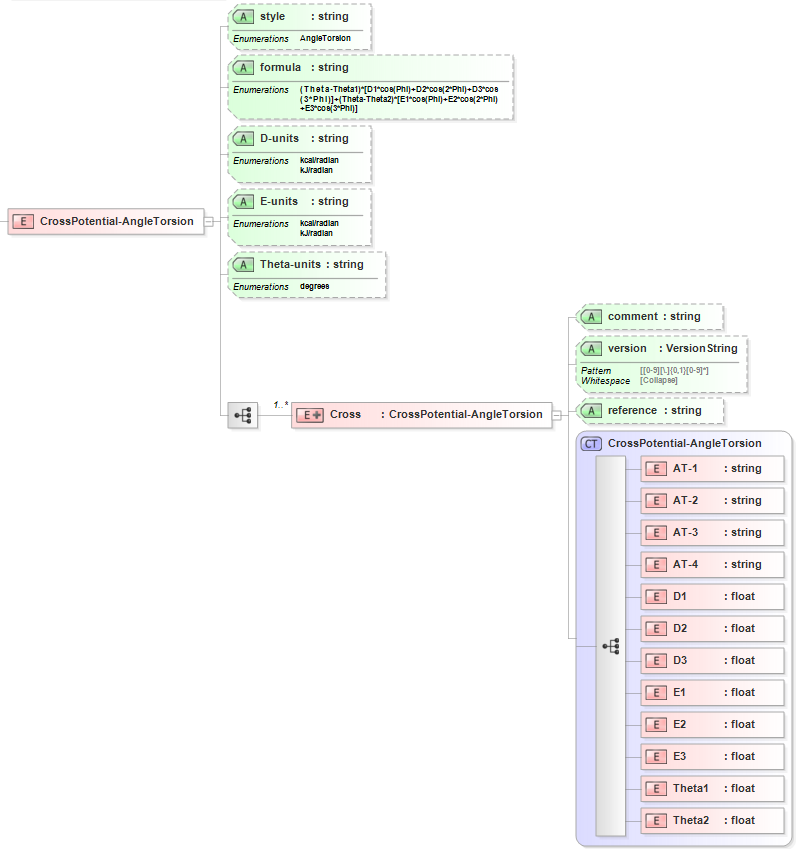 A style : string
Enumerations AngleTorsion
A formula : string
Enumerations (Theta-Theta1)*[D1*cos(Phi)+D2*cos(2*Phi)+D3*cos
(3*Phi)]+(Theta-Theta2)*[E1*cos(Phi)+E2*cos(2*Phi)
+E3*cos(3*Phi)]
A D-units : string
Enumerations kcal/radian
kJ/radian
A E-units : string
Enumerations kcal/radian
kJ/radian
E CrossPotential-AngleTorsion
A Theta-units : string
Enumerations degrees
A comment : string
A version : VersionString
Pattern [[0-9][\.]{0,1}[0-9]*]
Whitespace [Collapse]
1..*
E+ Cross : CrossPotential-AngleTorsion
A reference : string
CT CrossPotential-AngleTorsion
E AT-1 : string
E AT-2 : string
E AT-3 : string
E AT-4 : string
E D1 : float
E D2 : float
E D3 : float
E E1 : float
E E2 : float
E E3 : float
E Theta1 : float
E Theta2 : float